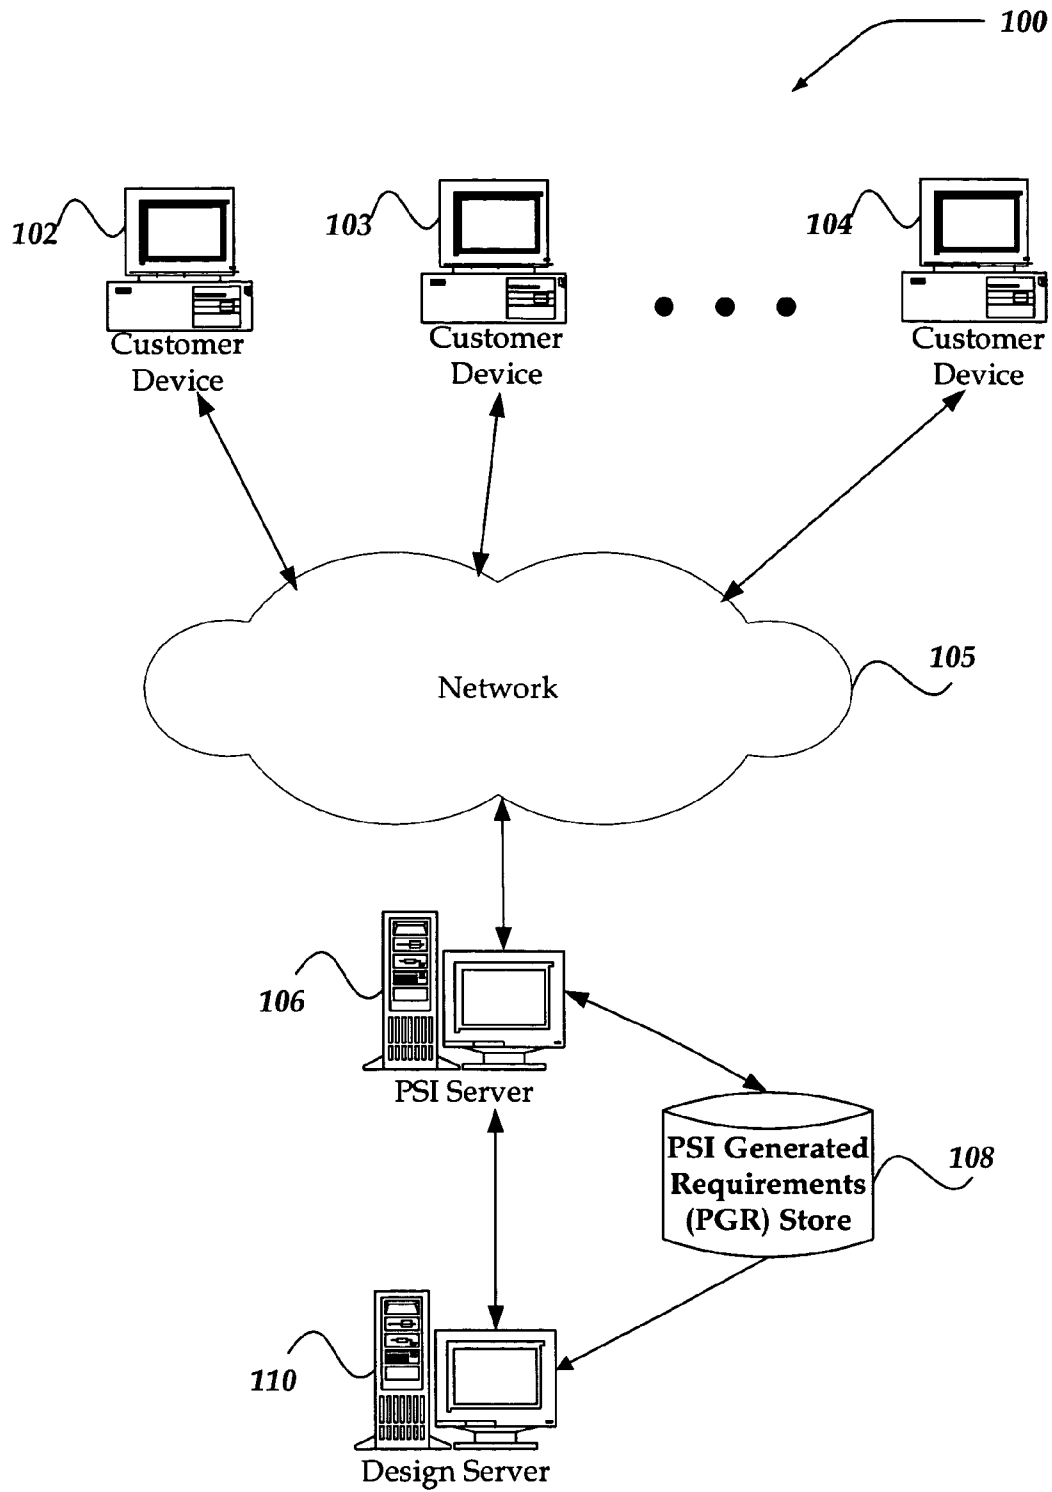 100
102
103
104
Customer
Device
Customer
Device
Customer
Device
105
Network
106
PSI Server
PSI Generated
Requirements
(PGR) Store
108
110
Design Server